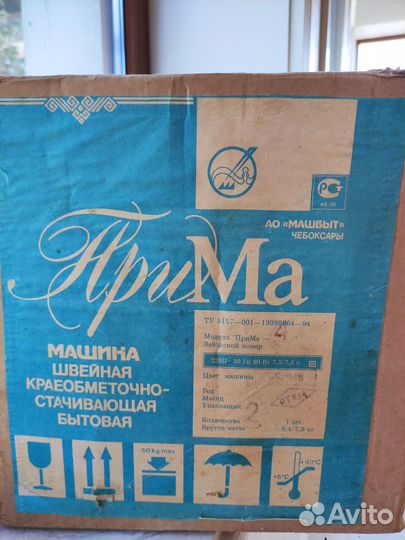 АО «МАШБЫТ»
ЧЕБОКСАРЫ
ПриМа
ТУ 5157—001—13098964—94
Модель "ПриМа
Заводской номер
220В 50 Гц 90 Вт 7,5/7,5 с
Цвет машины
Год
Месяц
Упаковщик
Количество 1 шт.
Брутто/нетто 8,4/7,9 кг
МАШИНА
ШВЕЙНАЯ
КРАЕОБМЕТОЧНО-
СТАЧИВАЮЩАЯ
БЫТОВАЯ
50 kg max
+40°C
+5°C
Avito